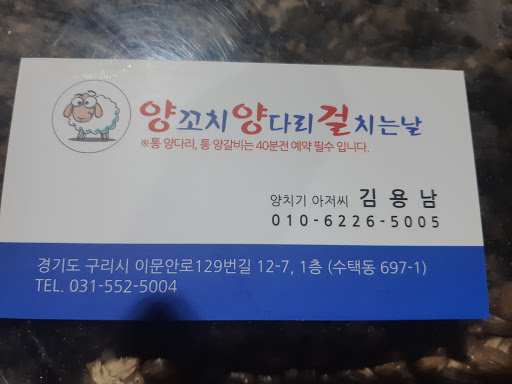 양꼬치양다리걸치는날
※통 양다리, 통 양갈비는 40분전 예약 필수 입니다.
양치기 아저씨 김용남
010-6226-5005
경기도 구리시 이문안로129번길 12-7, 1층 (수택동 697-1)
TEL. 031-552-5004